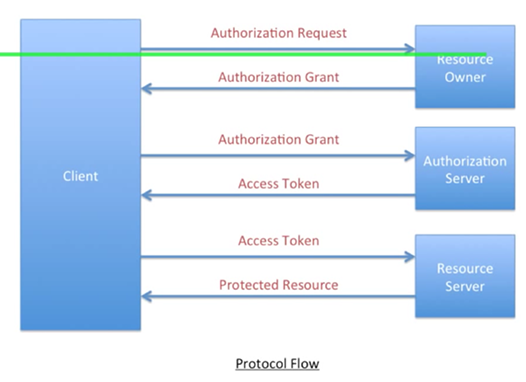 Authorization Request
Resource
Owner
Authorization Grant
Authorization Grant
Authorization
Server
Client
Access Token
Access Token
Resource
Server
Protected Resource
Protocol Flow